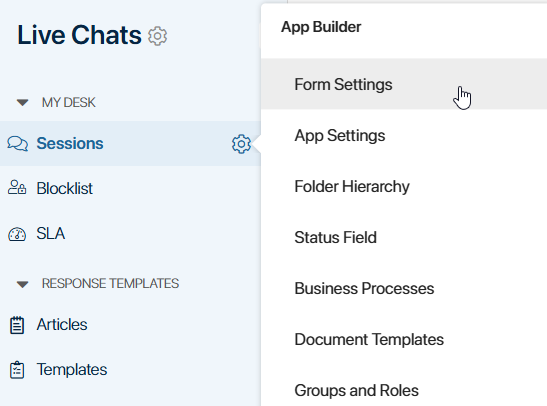 Live Chats
MY DESK
Sessions
Blocklist
SLA
RESPONSE TEMPLATES
Articles
Templates
App Builder
Form Settings
App Settings
Folder Hierarchy
Status Field
Business Processes
Document Templates
Groups and Roles